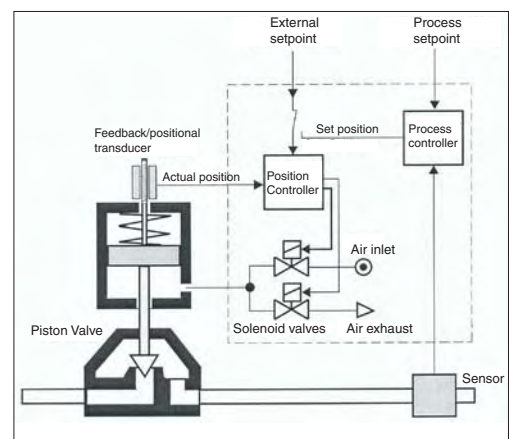 External
setpoint
Process
setpoint
Feedback/positional
transducer
Set position
Process
controller
Actual position
Position
Controller
Air inlet
Piston Valve
Solenoid valves
Air exhaust
Sensor